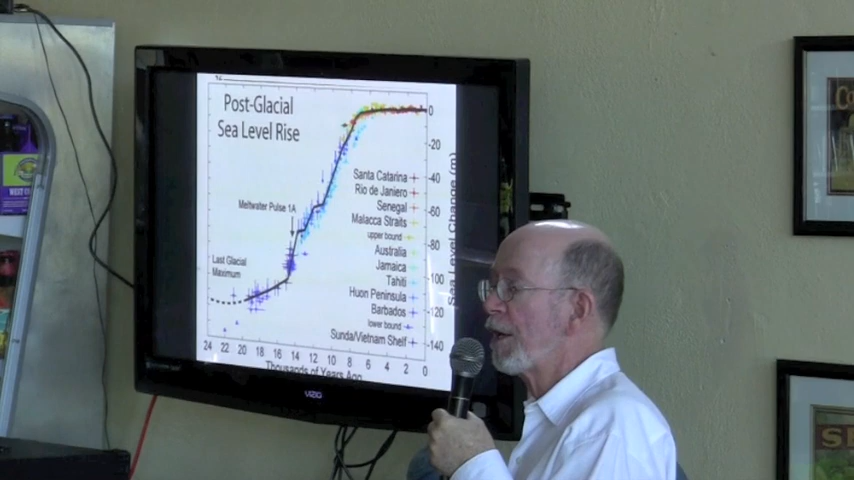 Post-Glacial
Sea Level Rise
0
-20
-40
-60
-80
-100
-120
-140
Sea Level Change (m)
Santa Catarina
Rio de Janiero
Senegal
Malacca Straits
upper bound
Australia
Jamaica
Tahiti
Huon Peninsula
Barbados
lower bound
Sunda/Vietnam Shelf
Meltwater Pulse 1A
Last Glacial
Maximum
24 22 20 18 16 14 12 10 8 6 4 2 0
Thousands of Years Ago
VIZIO